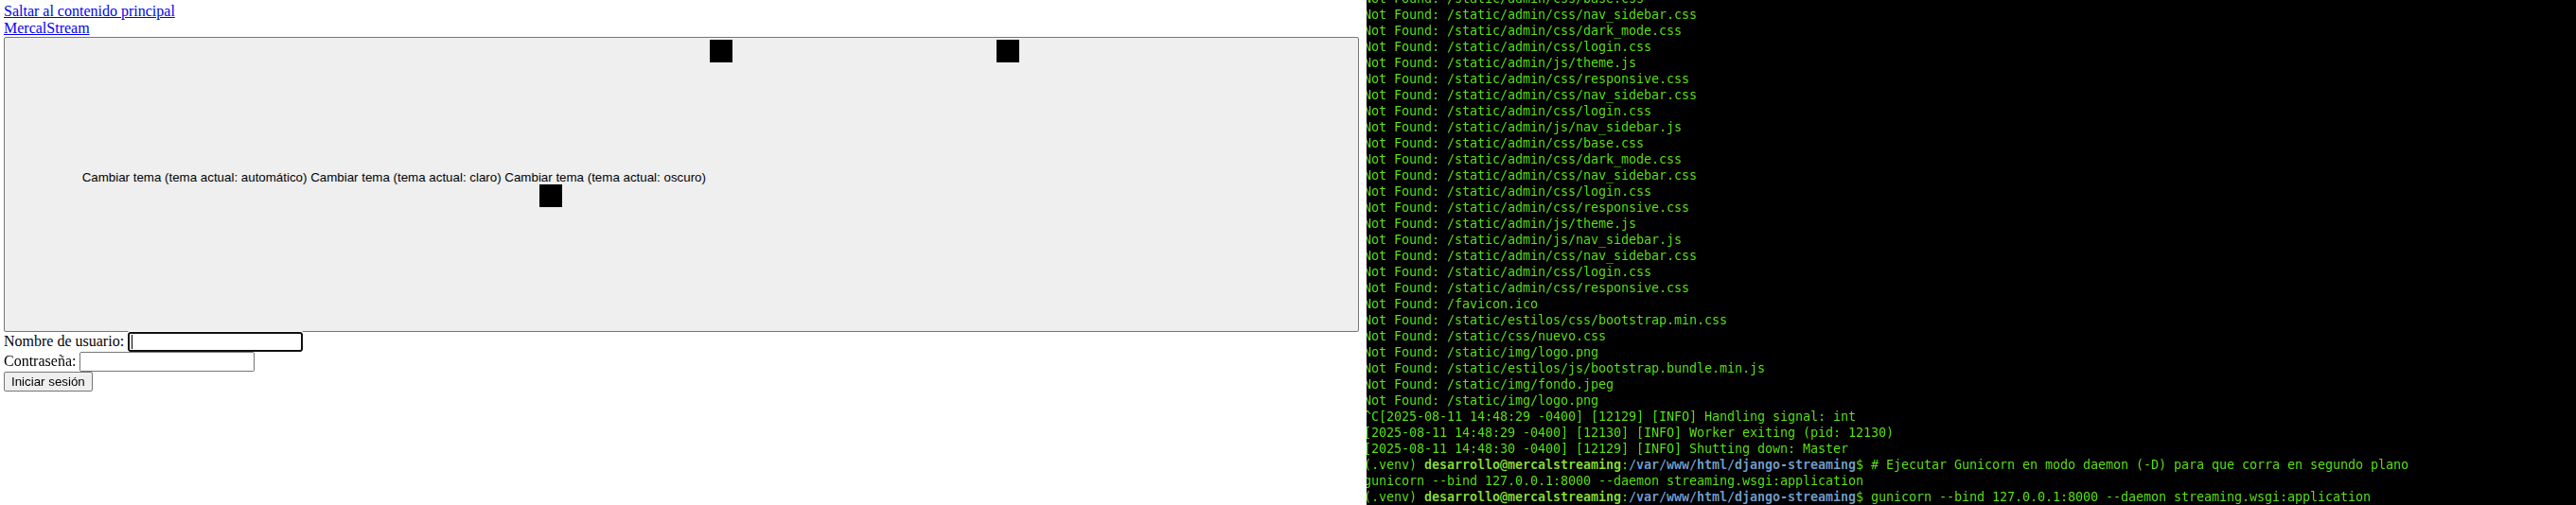 Saltar al contenido principal
MercalStream
Cambiar tema (tema actual: automático) Cambiar tema (tema actual: claro) Cambiar tema (tema actual: oscuro)
Nombre de usuario:
Contraseña:
Iniciar sesión
Not Found: /static/admin/css/base.css
Not Found: /static/admin/css/nav_sidebar.css
Not Found: /static/admin/css/dark_mode.css
Not Found: /static/admin/css/login.css
Not Found: /static/admin/js/theme.js
Not Found: /static/admin/css/responsive.css
Not Found: /static/admin/css/nav_sidebar.css
Not Found: /static/admin/css/login.css
Not Found: /static/admin/js/nav_sidebar.js
Not Found: /static/admin/css/base.css
Not Found: /static/admin/css/dark_mode.css
Not Found: /static/admin/css/nav_sidebar.css
Not Found: /static/admin/css/login.css
Not Found: /static/admin/css/responsive.css
Not Found: /static/admin/js/theme.js
Not Found: /static/admin/js/nav_sidebar.js
Not Found: /static/admin/css/nav_sidebar.css
Not Found: /static/admin/css/login.css
Not Found: /static/admin/css/responsive.css
Not Found: /favicon.ico
Not Found: /static/estilos/css/bootstrap.min.css
Not Found: /static/css/nuevo.css
Not Found: /static/img/logo.png
Not Found: /static/estilos/js/bootstrap.bundle.min.js
Not Found: /static/img/fondo.jpeg
Not Found: /static/img/logo.png
^C[2025-08-11 14:48:29 -0400] [12129] [INFO] Handling signal: int
[2025-08-11 14:48:29 -0400] [12130] [INFO] Worker exiting (pid: 12130)
[2025-08-11 14:48:30 -0400] [12129] [INFO] Shutting down: Master
(.venv) desarrollo@mercalstreaming:/var/www/html/django-streaming$ # Ejecutar Gunicorn en modo daemon (-D) para que corra en segundo plano
gunicorn --bind 127.0.0.1:8000 --daemon streaming.wsgi:application
(.venv) desarrollo@mercalstreaming:/var/www/html/django-streaming$ gunicorn --bind 127.0.0.1:8000 --daemon streaming.wsgi:application